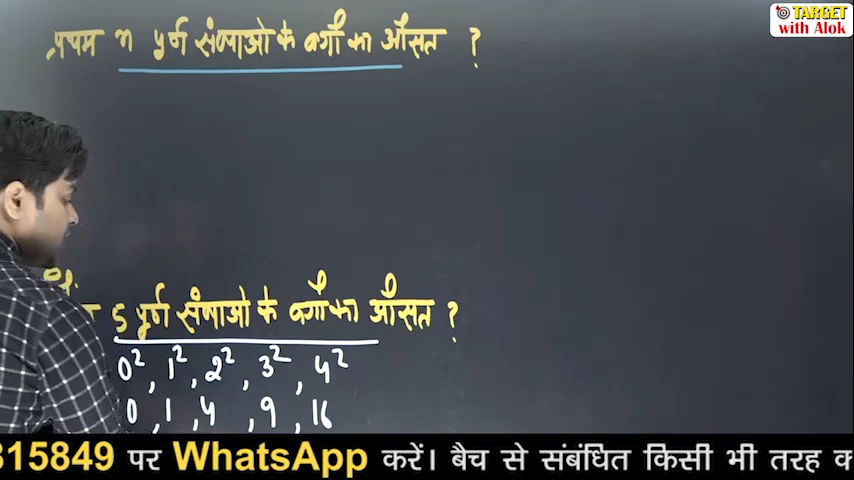 TARGET
with Alok
प्रथम n पूर्ण संख्याओ के वर्गों का औसत ?
5 पूर्ण संख्याओ के वर्गों का औसत ?
0², 1², 2², 3², 4²
0, 1, 4, 9, 16
815849 पर WhatsApp करें। बैच से संबंधित किसी भी तरह क